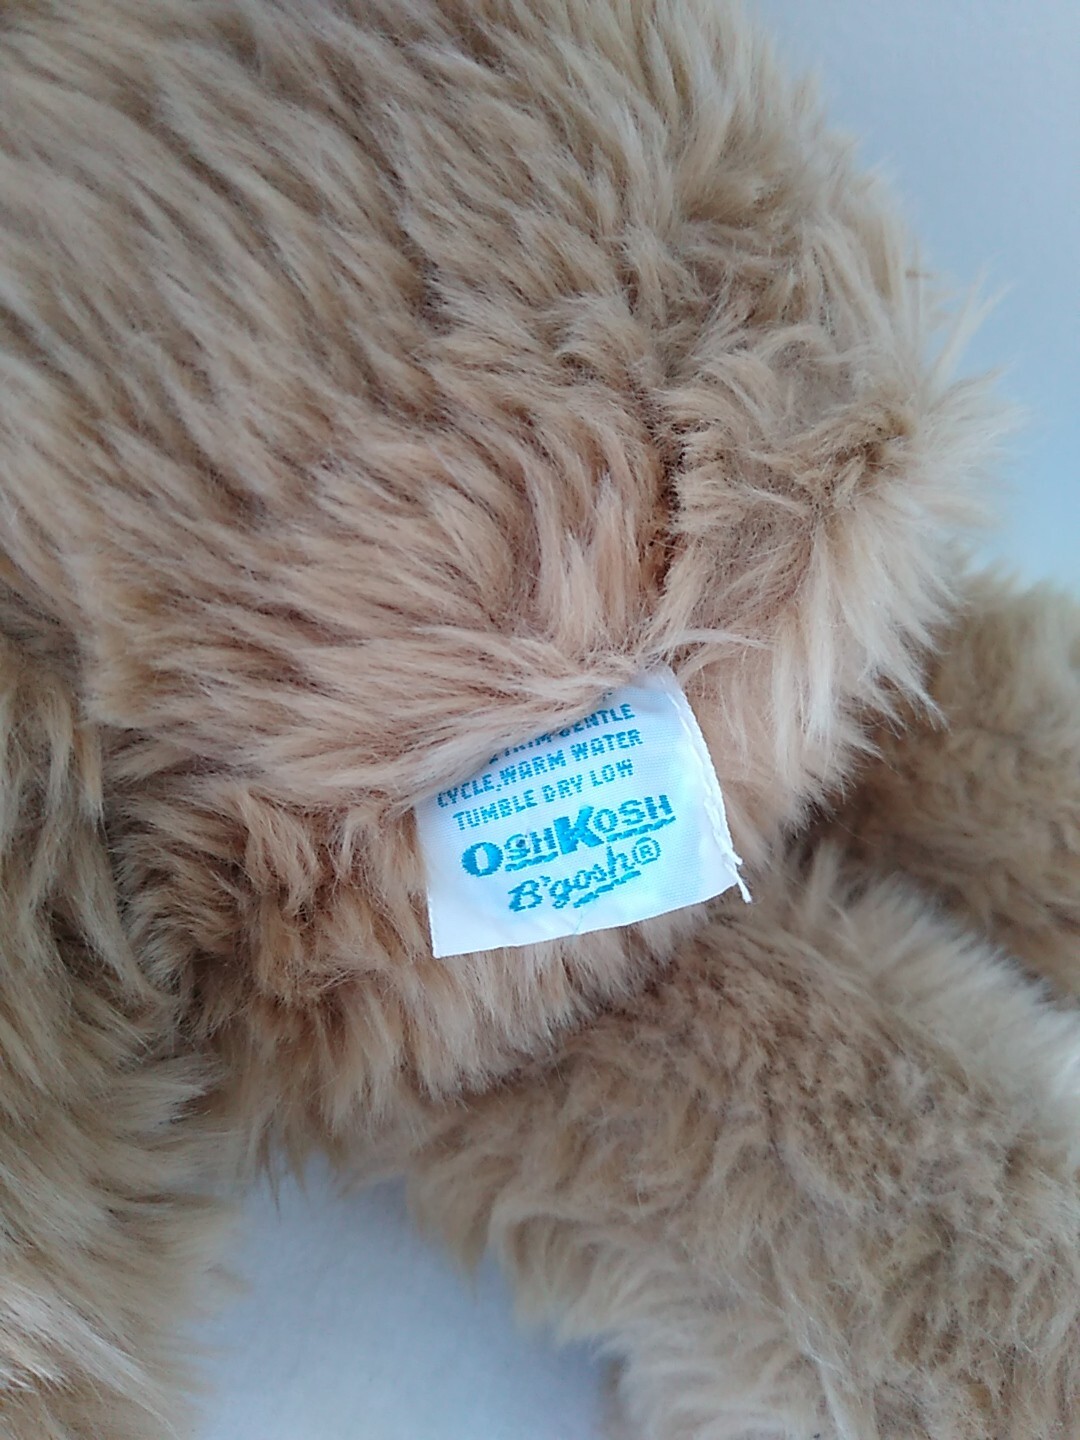 GENTLE
CYCLE,WARM WATER
TUMBLE DRY LOW
OSHKOSH
B'gosh®